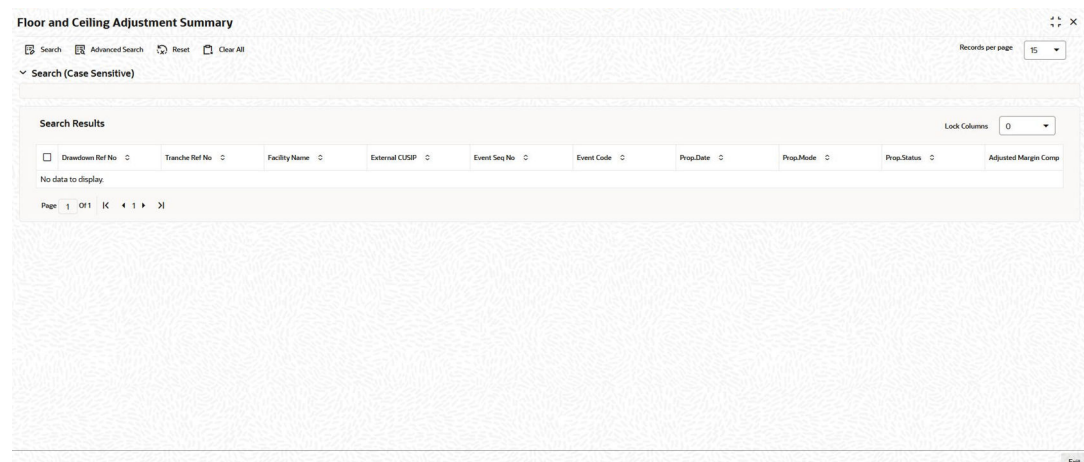 Floor and Ceiling Adjustment Summary
Search Advanced Search Reset Clear All Records per page 15
Search (Case Sensitive)
Search Results Lock Columns 0
Drawdown Ref No Tranche Ref No Facility Name External CUSIP Event Seq No Event Code Prop.Date Prop.Mode Prop.Status Adjusted Margin Comp
No data to display.
Page 1 Of 1 1
Exit